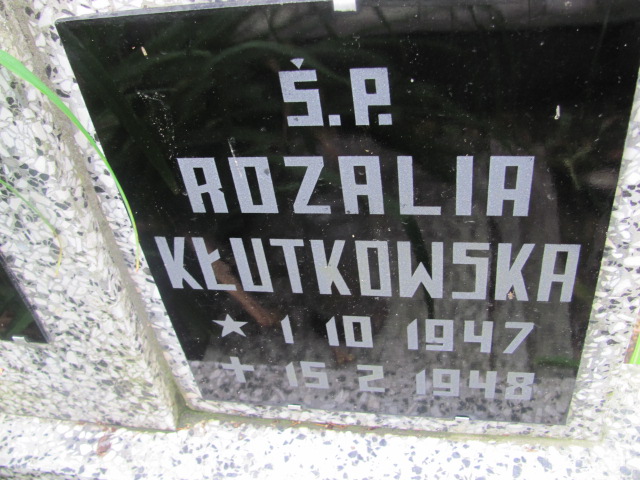 Ś.P.
ROZALIA
KŁUTKOWSKA
★ 1 10 1947
+ 15 2 1948